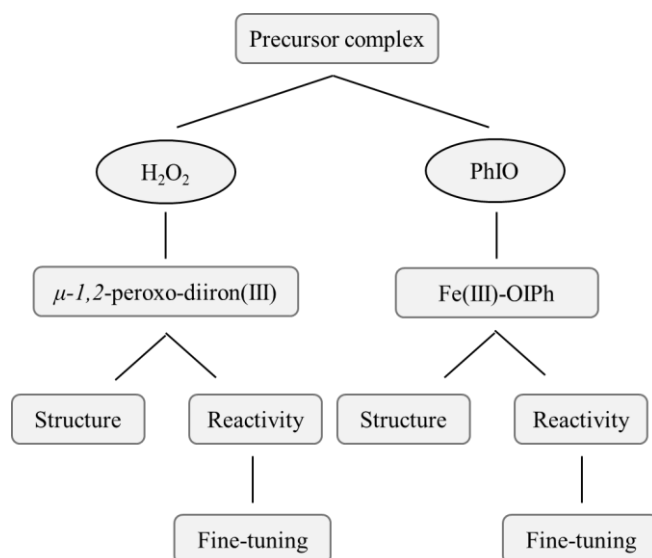 Precursor complex
H₂O₂
PhIO
μ-1,2-peroxo-diiron(III)
Fe(III)-OIPh
Structure
Reactivity
Structure
Reactivity
Fine-tuning
Fine-tuning